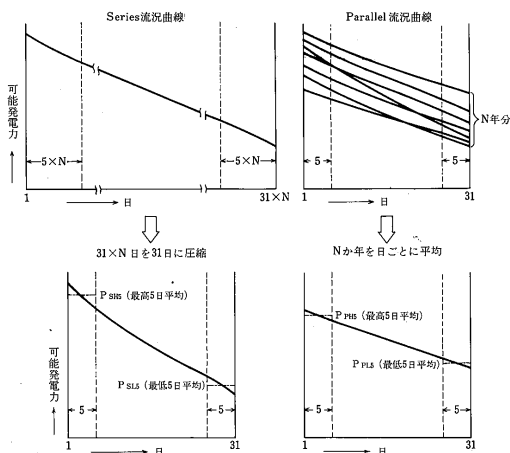 Series流況曲線
可能発電力
5×N
5×N
1
日
31×N
Parallel流況曲線
N年分
5
5
1
日
31
31×N 日を31日に圧縮
可能発電力
P SH5 (最高5日平均)
P SL5 (最低5日平均)
5
5
1
日
31
Nか年を日ごとに平均
P PH5 (最高5日平均)
P PL5 (最低5日平均)
5
5
1
日
31